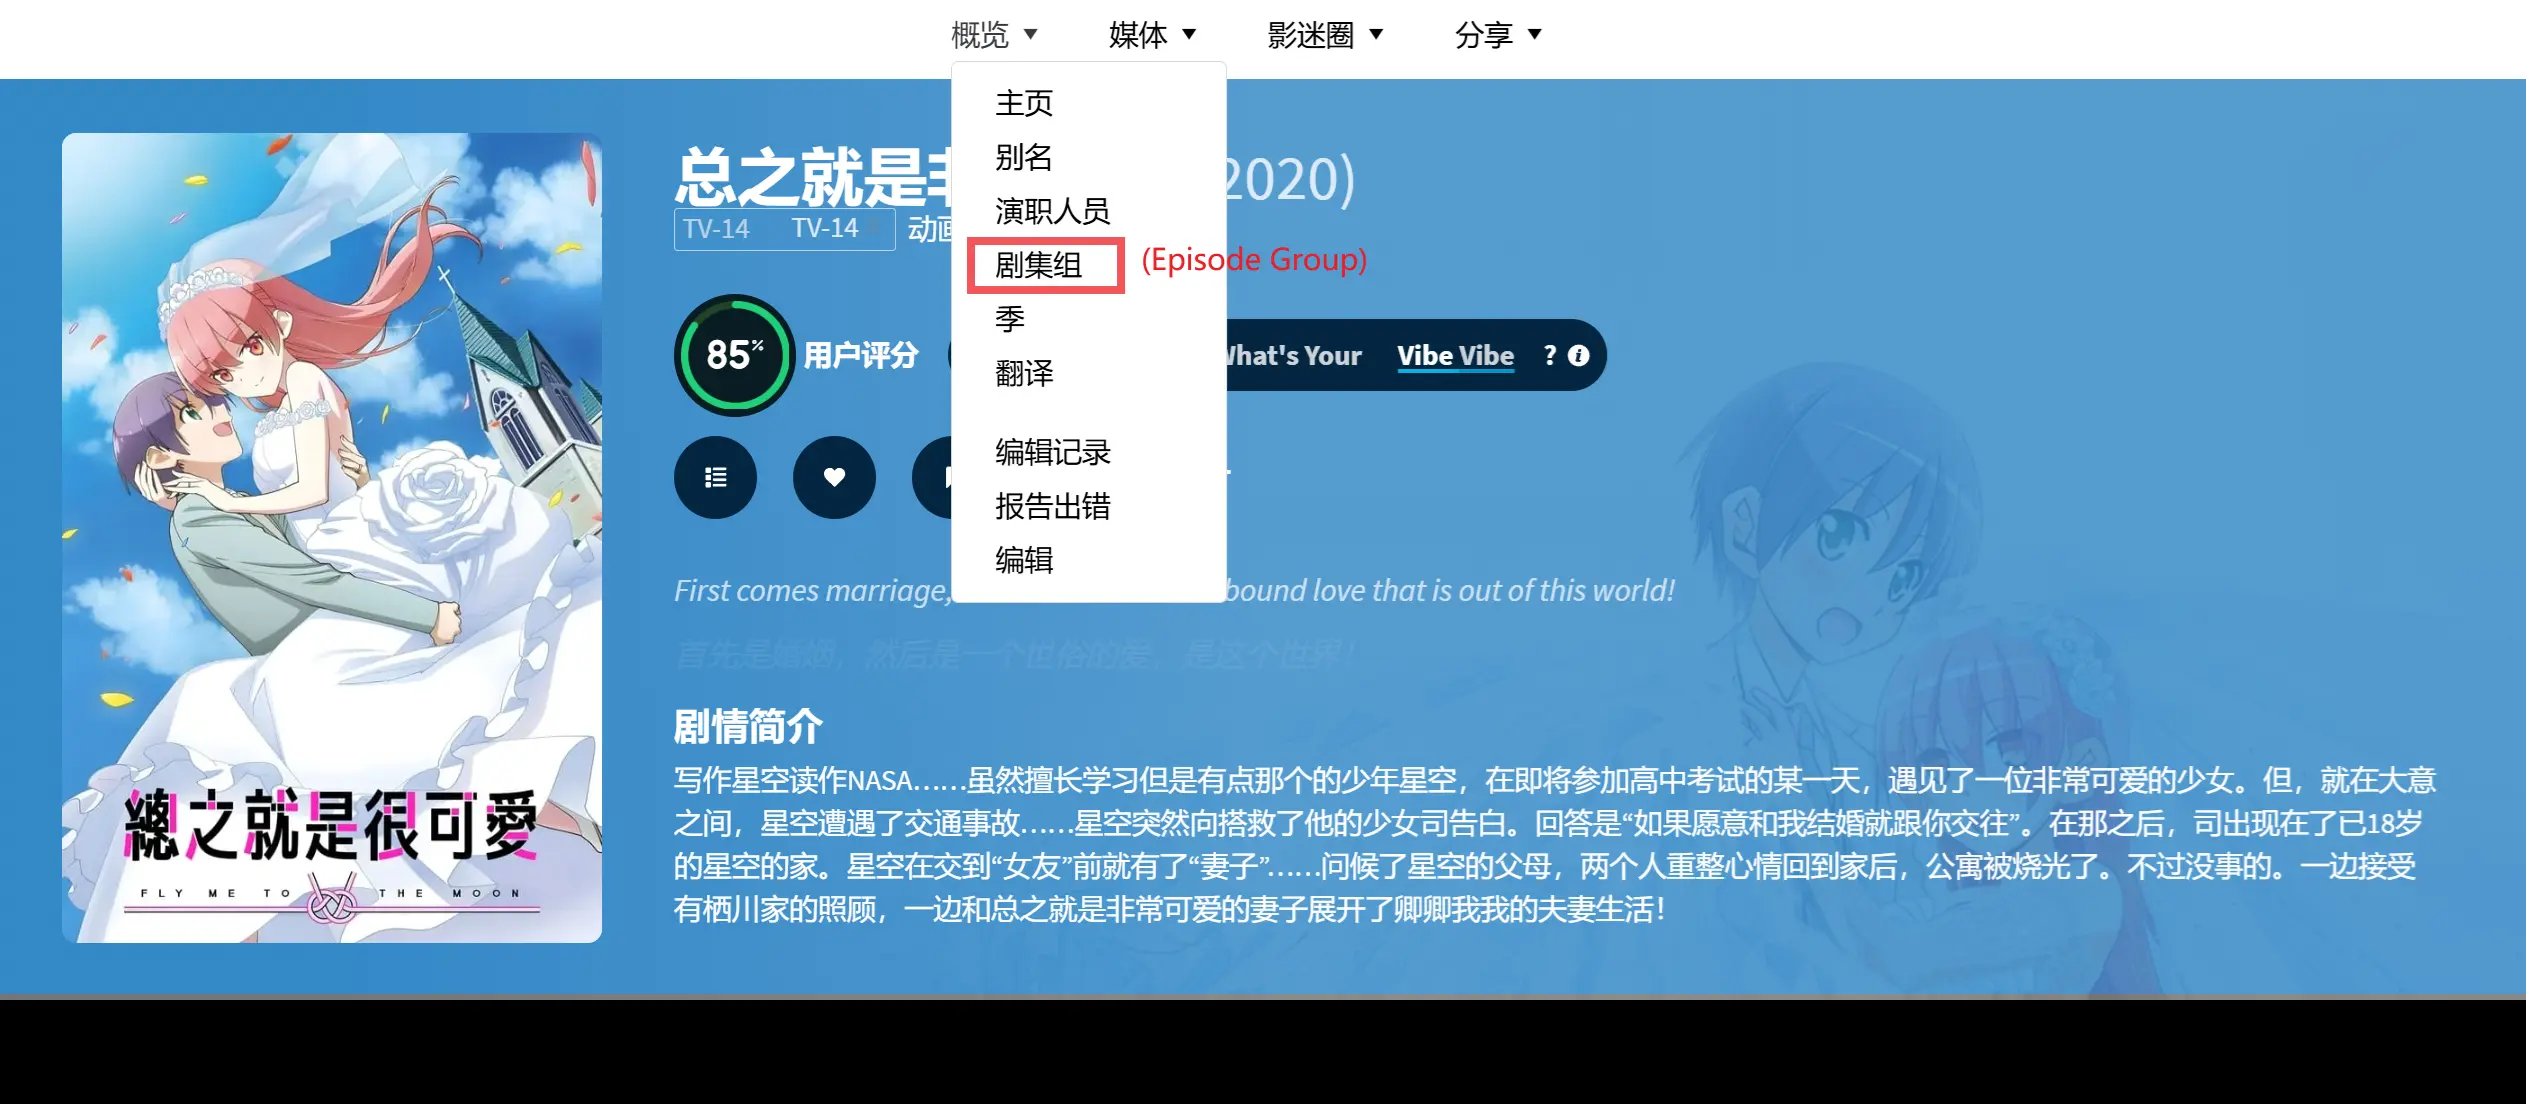 概览 ▼ 媒体 ▼ 影迷圈 ▼ 分享 ▼
主页
别名
演职人员
剧集组 (Episode Group)
季
翻译
编辑记录
报告出错
编辑
总之就是 2020)
TV-14 TV-14 动画
85% 用户评分 What's Your Vibe Vibe ?
First comes marriage, bound love that is out of this world!
首先是婚姻，然后是一个世俗的爱，是这个世界！
剧情简介
写作星空读作NASA……虽然擅长学习但是有点那个的少年星空，在即将参加高中考试的某一天，遇见了一位非常可爱的少女。但，就在大意
之间，星空遭遇了交通事故……星空突然向搭救了他的少女司告白。回答是“如果愿意和我结婚就跟你交往”。在那之后，司出现在了已18岁
的星空的家。星空在交到“女友”前就有了“妻子”……问候了星空的父母，两个人重整心情回到家后，公寓被烧光了。不过没事的。一边接受
有栖川家的照顾，一边和总之就是非常可爱的妻子展开了卿卿我我的夫妻生活！
總之就是很可愛
FLY ME TO THE MOON